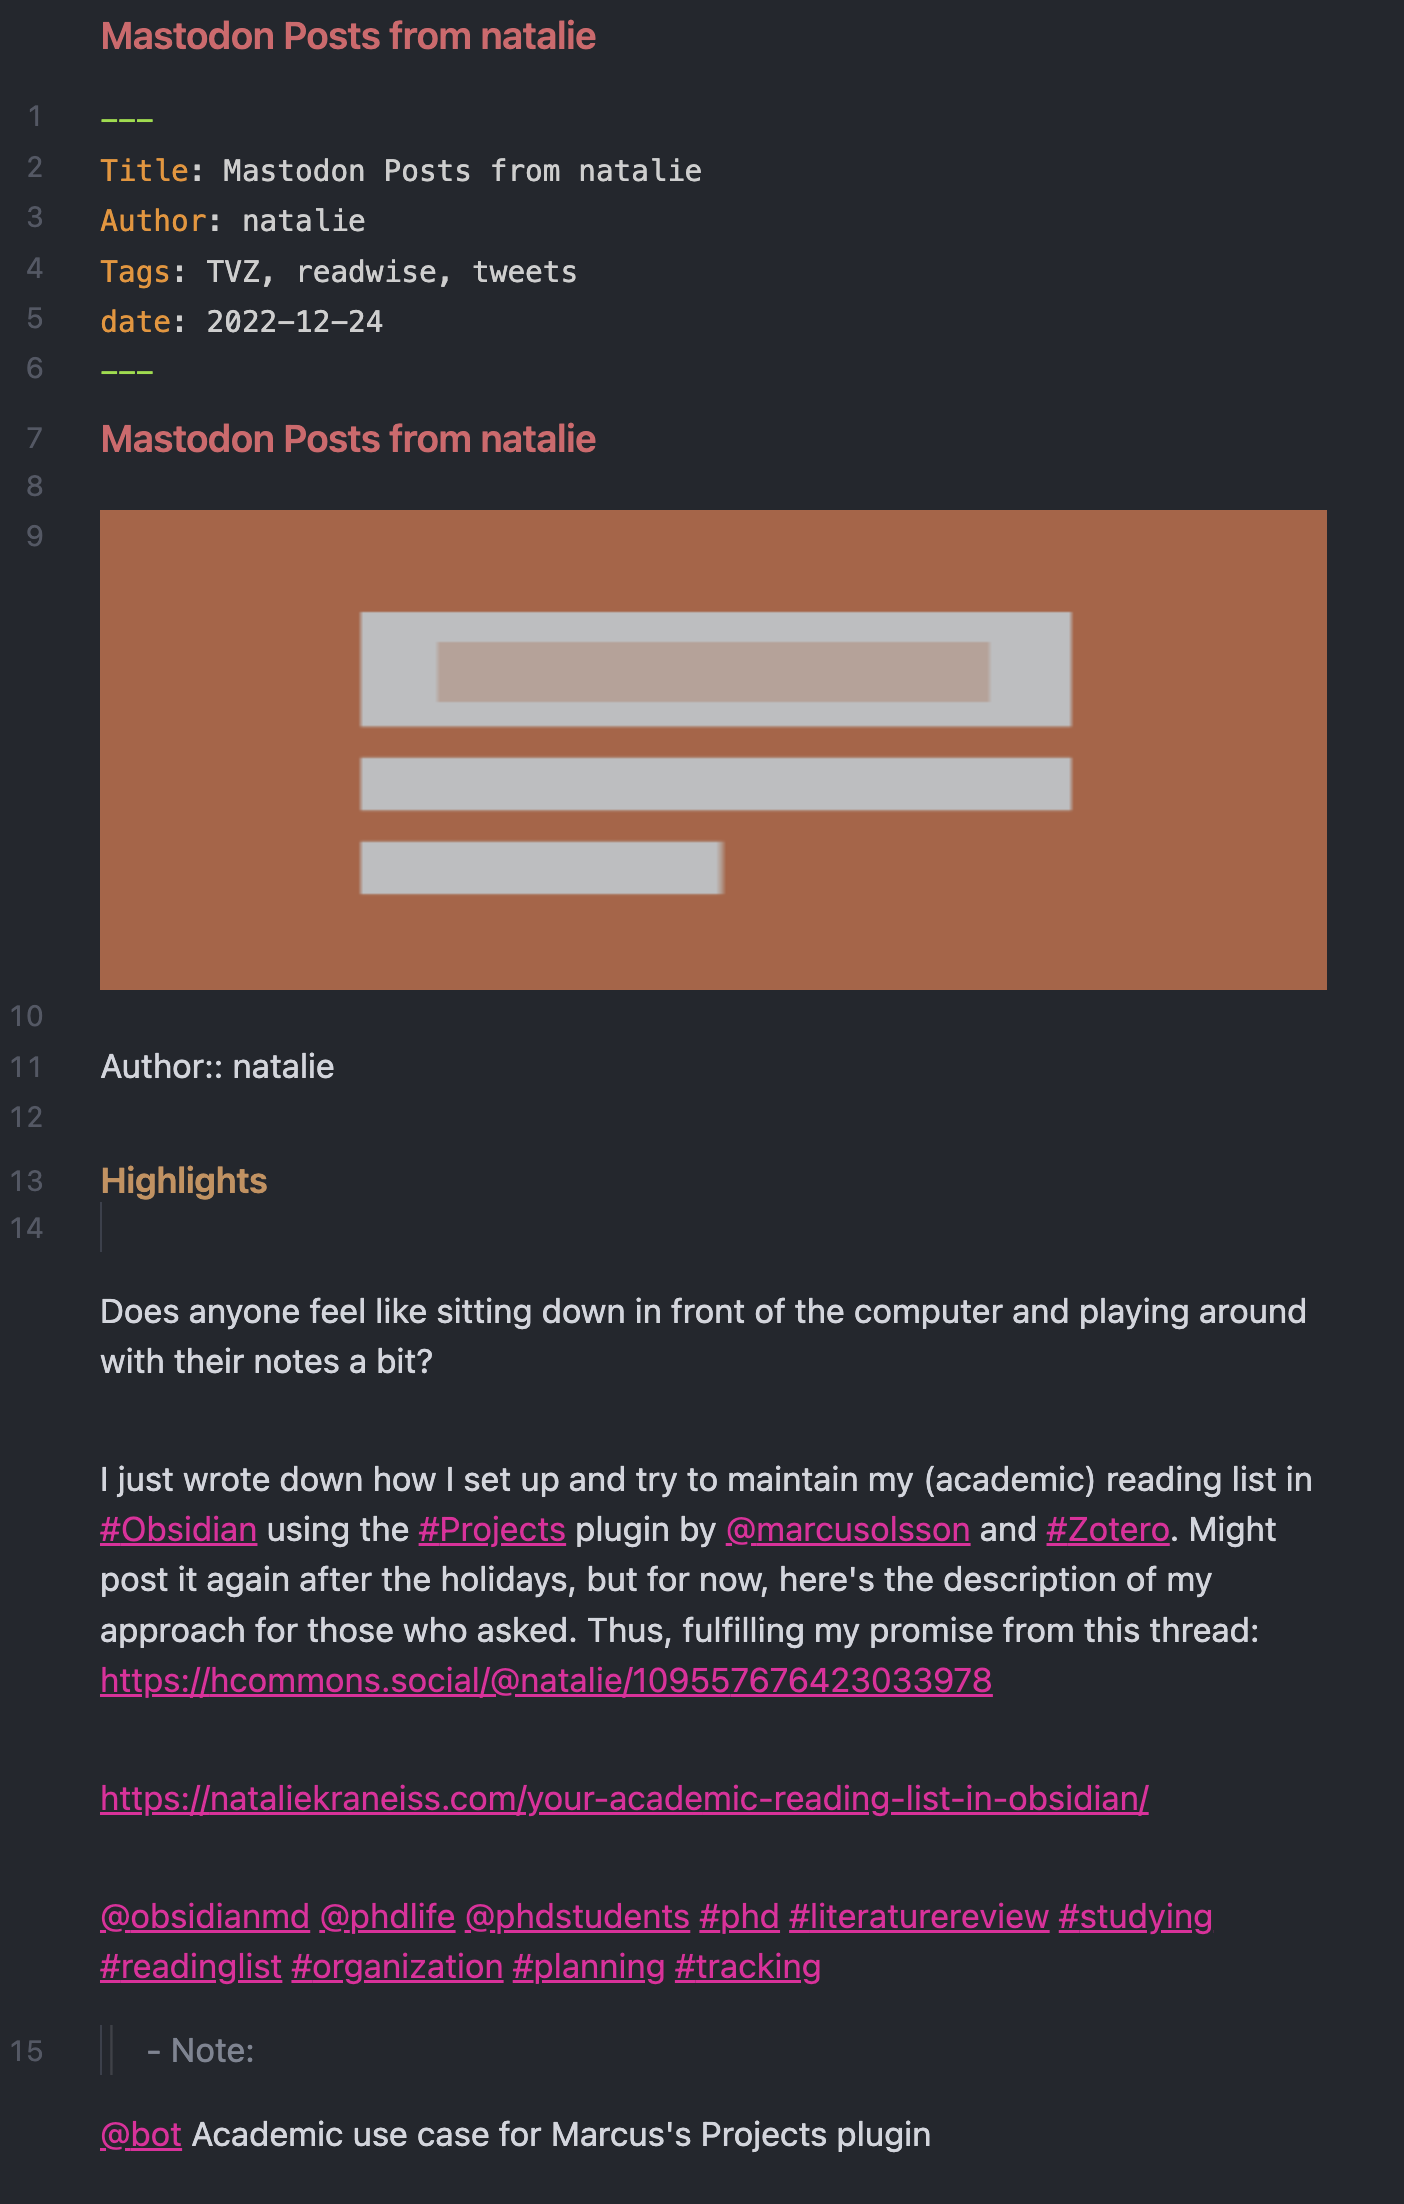 Mastodon Posts from natalie
1 ---
2 Title: Mastodon Posts from natalie
3 Author: natalie
4 Tags: TVZ, readwise, tweets
5 date: 2022-12-24
6 ---
7 Mastodon Posts from natalie
8
9
10
11 Author:: natalie
12
13 Highlights
14
Does anyone feel like sitting down in front of the computer and playing around
with their notes a bit?
I just wrote down how I set up and try to maintain my (academic) reading list in
#Obsidian using the #Projects plugin by @marcusolsson and #Zotero. Might
post it again after the holidays, but for now, here's the description of my
approach for those who asked. Thus, fulfilling my promise from this thread:
https://hcommons.social/@natalie/109557676423033978
https://nataliekraneiss.com/your-academic-reading-list-in-obsidian/
@obsidianmd @phdlife @phdstudents #phd #literaturereview #studying
#readinglist #organization #planning #tracking
15 - Note:
@bot Academic use case for Marcus's Projects plugin